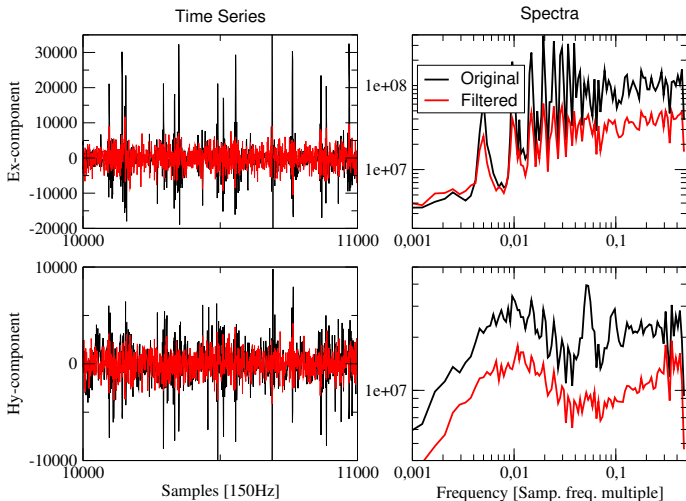 Time Series
Spectra
Ex-component
30000
20000
10000
0
-10000
-20000
10000
11000
1e+08
1e+07
Original
Filtered
0,001
0,01
0,1
Hy-component
10000
0
-10000
10000
11000
Samples [150Hz]
1e+07
0,001
0,01
0,1
Frequency [Samp. freq. multiple]